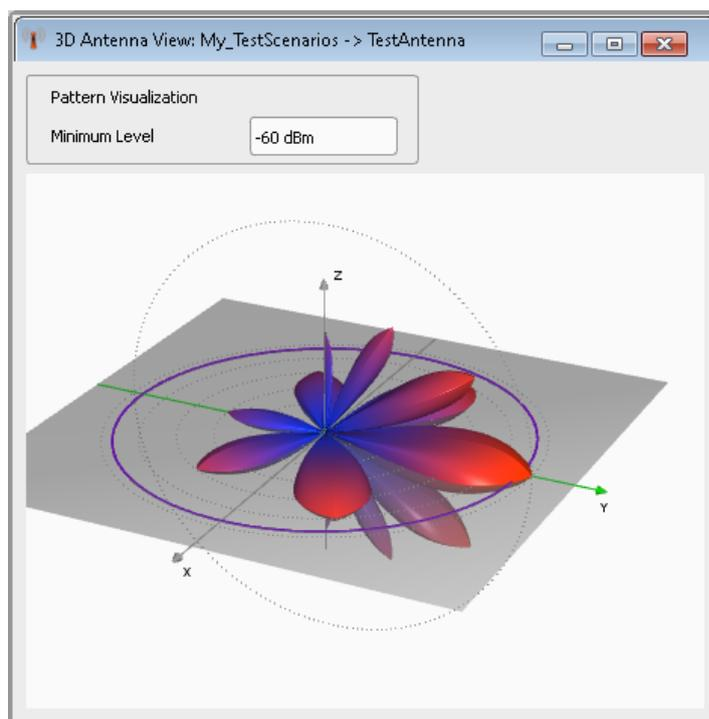 3D Antenna View: My_TestScenarios -> TestAntenna
Pattern Visualization
Minimum Level
-60 dBm
Z
Y
X